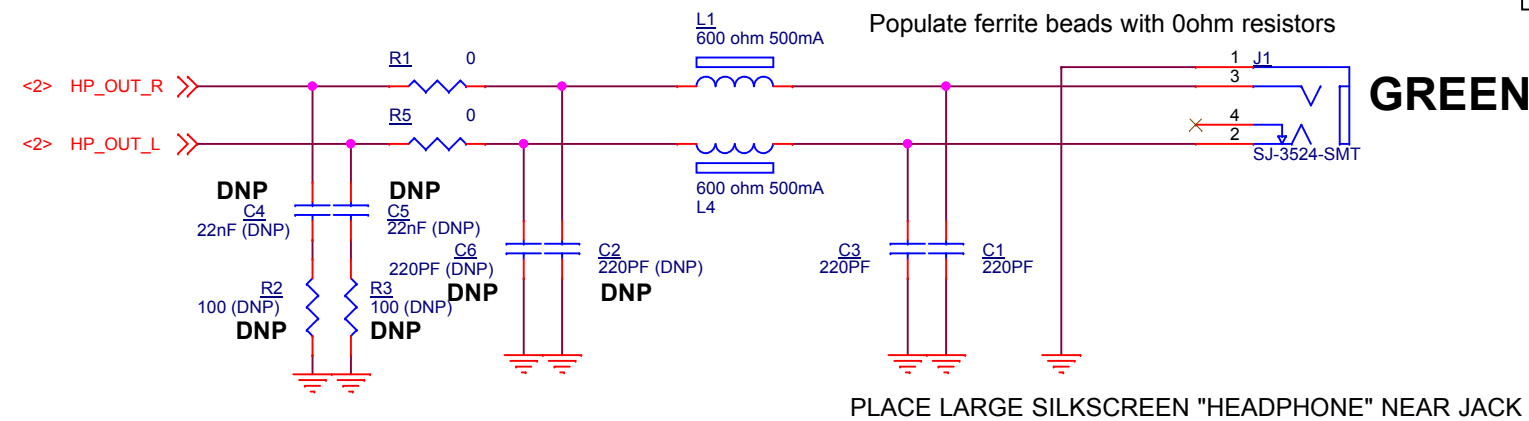 Populate ferrite beads with 0ohm resistors
L1
600 ohm 500mA
R1 0
<2> HP_OUT_R
1 J1
3
GREEN
R5 0
<2> HP_OUT_L
4
2
SJ-3524-SMT
600 ohm 500mA
L4
DNP
C4
22nF (DNP)
DNP
C5
22nF (DNP)
C6
220PF (DNP)
DNP
C2
220PF (DNP)
DNP
C3
220PF
C1
220PF
R2
100 (DNP)
DNP
R3
100 (DNP)
DNP
PLACE LARGE SILKSCREEN "HEADPHONE" NEAR JACK